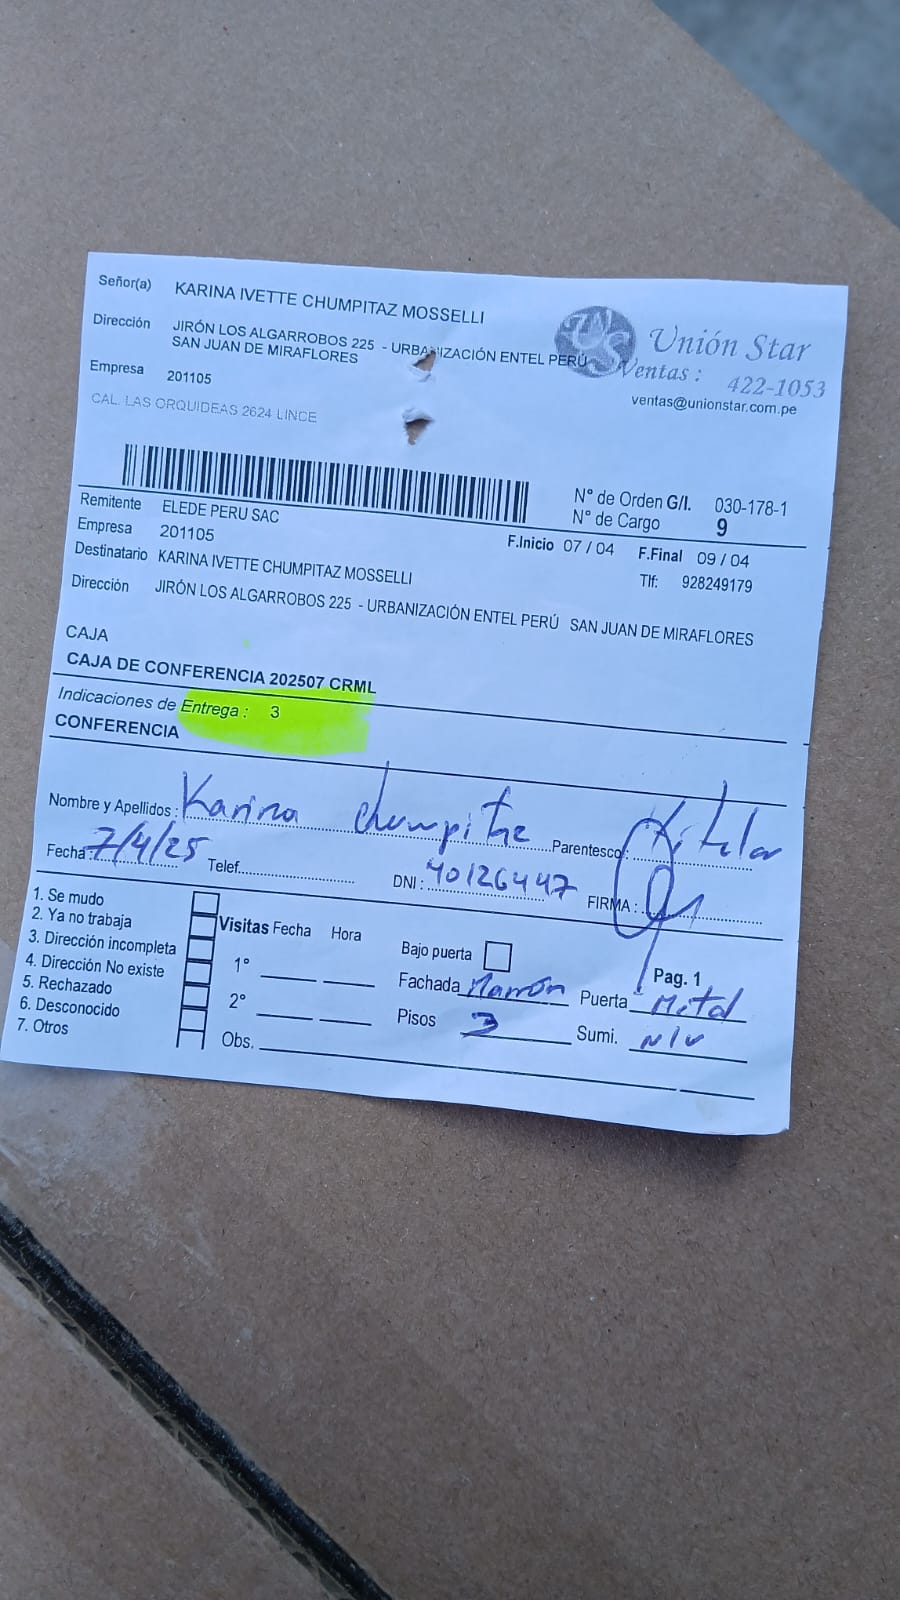 Señor(a) KARINA IVETTE CHUMPITAZ MOSSELLI
Dirección JIRÓN LOS ALGARROBOS 225 - URBANIZACIÓN ENTEL PERÚ
SAN JUAN DE MIRAFLORES
Empresa 201105
CAL. LAS ORQUIDEAS 2624 LINCE
US Unión Star
Ventas : 422-1053
ventas@unionstar.com.pe
N° de Orden G/I. 030-178-1
N° de Cargo 9
Remitente ELEDE PERU SAC
Empresa 201105
F.Inicio 07 / 04 F.Final 09 / 04
Destinatario KARINA IVETTE CHUMPITAZ MOSSELLI
Tlf: 928249179
Dirección JIRÓN LOS ALGARROBOS 225 - URBANIZACIÓN ENTEL PERÚ SAN JUAN DE MIRAFLORES
CAJA
CAJA DE CONFERENCIA 202507 CRML
Indicaciones de Entrega : 3
CONFERENCIA
Nombre y Apellidos : Karina Chumpitaz Parentesco: Titular
Fecha: 7/4/25 Telef. DNI : 40126447 FIRMA :
1. Se mudo
2. Ya no trabaja
3. Dirección incompleta
4. Dirección No existe
5. Rechazado
6. Desconocido
7. Otros
Visitas Fecha Hora
1°
2°
Obs.
Bajo puerta
Pag. 1
Fachada Marrón Puerta Metal
Pisos 3 Sumi. N/V